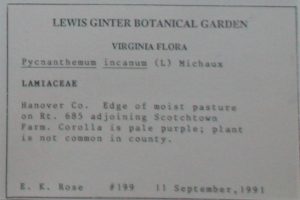 LEWIS GINTER BOTANICAL GARDEN
VIRGINIA FLORA
Pycnanthemum incanum (L) Michaux
LAMIACEAE
Hanover Co. Edge of moist pasture
on Rt. 685 adjoining Scotchtown
Farm. Corolla is pale purple; plant
is not common in county.
E. K. Rose #199 11 September,1991